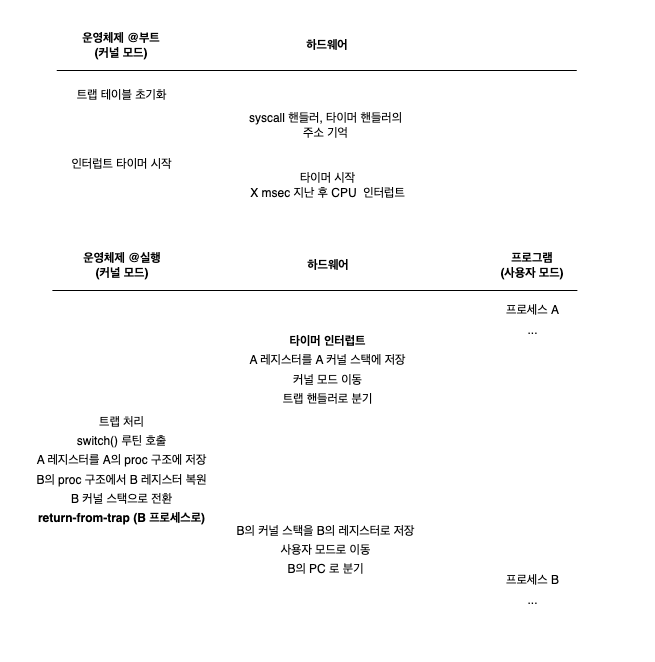 운영체제 @부트
(커널 모드)
하드웨어
트랩 테이블 초기화
syscall 핸들러, 타이머 핸들러의
주소 기억
인터럽트 타이머 시작
타이머 시작
X msec 지난 후 CPU 인터럽트
운영체제 @실행
(커널 모드)
하드웨어
프로그램
(사용자 모드)
프로세스 A
...
타이머 인터럽트
A 레지스터를 A 커널 스택에 저장
커널 모드 이동
트랩 핸들러로 분기
트랩 처리
switch() 루틴 호출
A 레지스터를 A의 proc 구조에 저장
B의 proc 구조에서 B 레지스터 복원
B 커널 스택으로 전환
return-from-trap (B 프로세스로)
B의 커널 스택을 B의 레지스터로 저장
사용자 모드로 이동
B의 PC 로 분기
프로세스 B
...